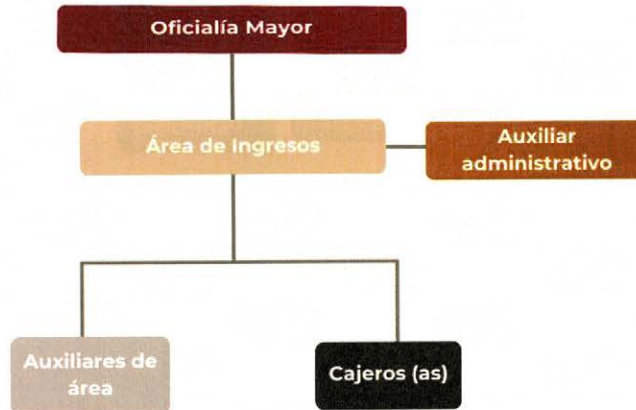 Oficialía Mayor
Área de Ingresos
Auxiliar
administrativo
Auxiliares de
área
Cajeros (as)